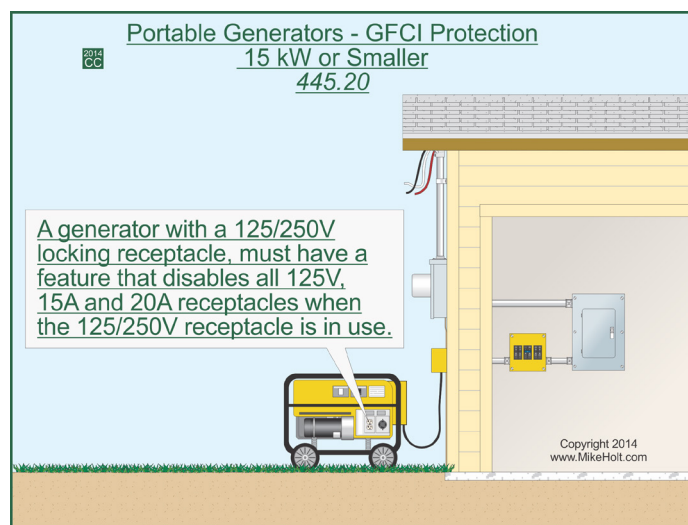 Portable Generators - GFCI Protection
15 kW or Smaller
445.20
2014
CC
A generator with a 125/250V
locking receptacle, must have a
feature that disables all 125V,
15A and 20A receptacles when
the 125/250V receptacle is in use.
Copyright 2014
www.MikeHolt.com